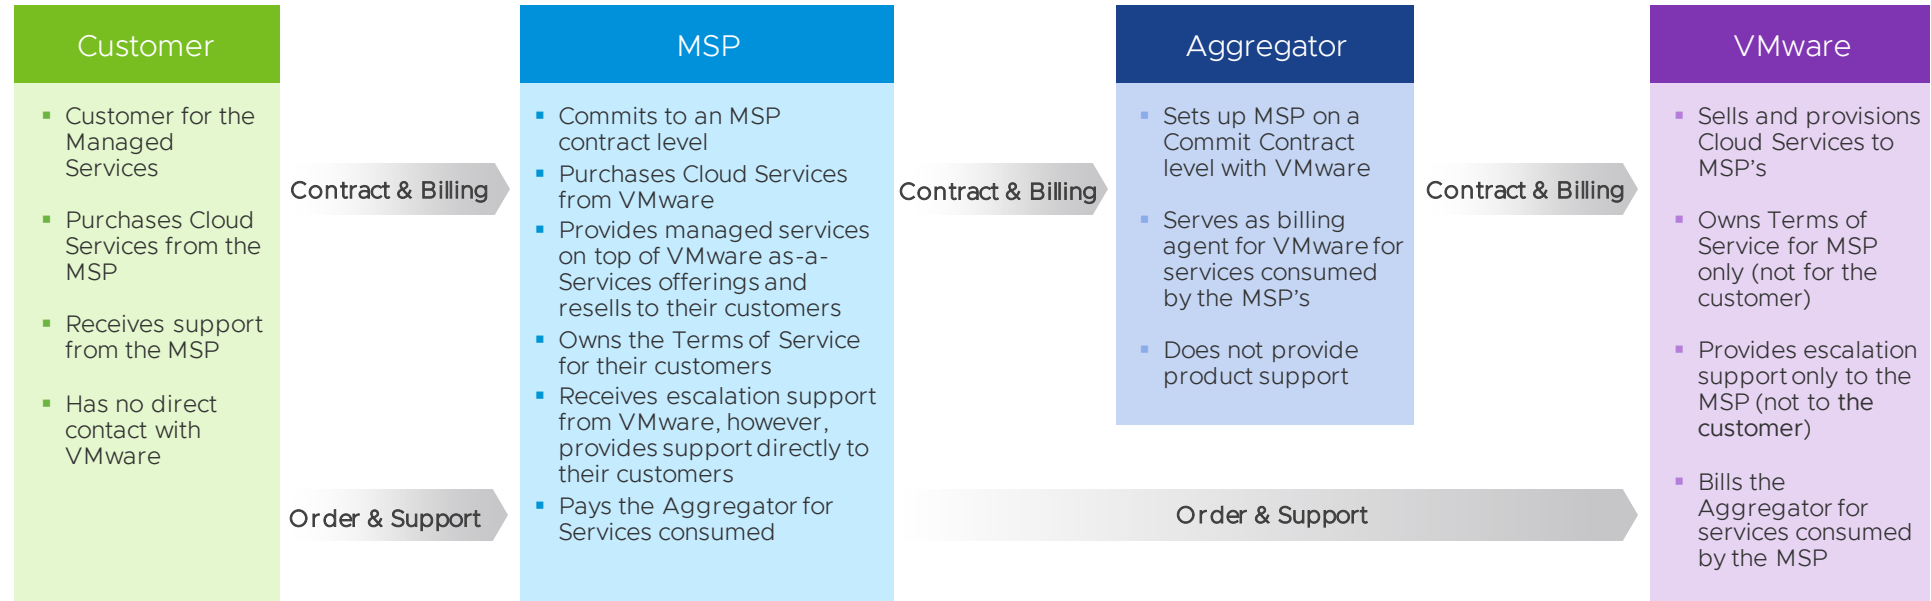 Customer
Customer for the
Managed
Services
Purchases Cloud
Services from the
MSP
Receives support
from the MSP
Has no direct
contact with
VMware
Contract & Billing
Order & Support
MSP
Commits to an MSP
contract level
Purchases Cloud Services
from VMware
Provides managed services
on top of VMware as-a-
Services offerings and
resells to their customers
Owns the Terms of Service
for their customers
Receives escalation support
from VMware, however,
provides support directly to
their customers
Pays the Aggregator for
Services consumed
Contract & Billing
Aggregator
Sets up MSP on a
Commit Contract
level with VMware
Serves as billing
agent for VMware for
services consumed
by the MSP's
Does not provide
product support
Contract & Billing
Order & Support
VMware
Sells and provisions
Cloud Services to
MSP's
Owns Terms of
Service for MSP
only (not for the
customer)
Provides escalation
support only to the
MSP (not to the
customer)
Bills the
Aggregator for
services consumed
by the MSP